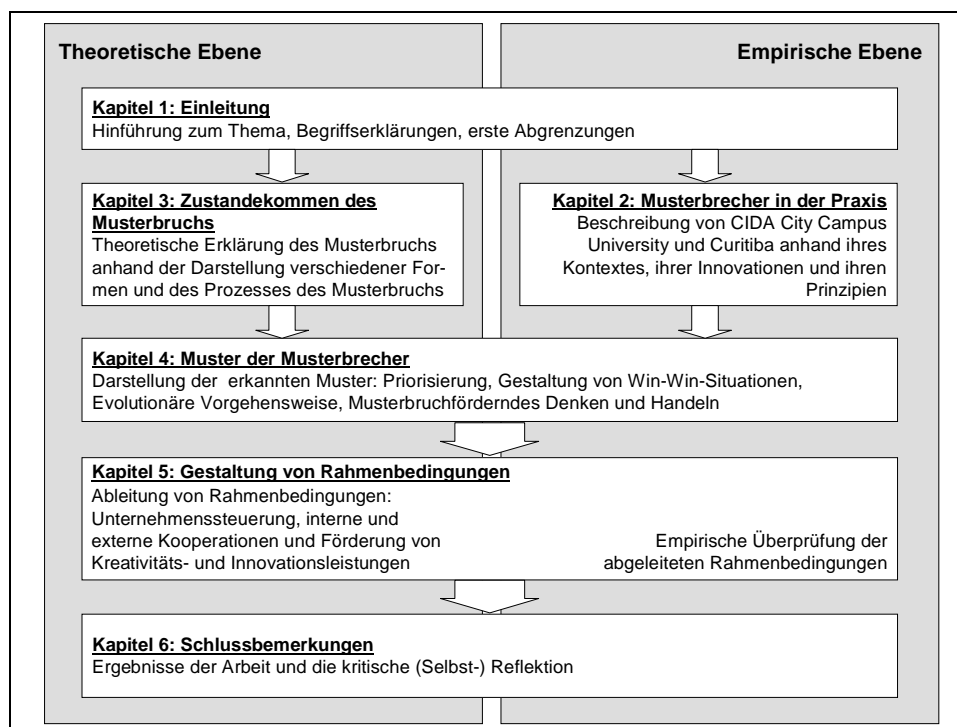 Theoretische Ebene
Empirische Ebene
Kapitel 1: Einleitung
Hinführung zum Thema, Begriffserklärungen, erste Abgrenzungen
Kapitel 3: Zustandekommen des
Musterbruchs
Theoretische Erklärung des Musterbruchs
anhand der Darstellung verschiedener For-
men und des Prozesses des Musterbruchs
Kapitel 2: Musterbrecher in der Praxis
Beschreibung von CIDA City Campus
University und Curitiba anhand ihres
Kontextes, ihrer Innovationen und ihren
Prinzipien
Kapitel 4: Muster der Musterbrecher
Darstellung der erkannten Muster: Priorisierung, Gestaltung von Win-Win-Situationen,
Evolutionäre Vorgehensweise, Musterbruchförderndes Denken und Handeln
Kapitel 5: Gestaltung von Rahmenbedingungen
Ableitung von Rahmenbedingungen:
Unternehmenssteuerung, interne und
externe Kooperationen und Förderung von
Kreativitäts- und Innovationsleistungen
Empirische Überprüfung der
abgeleiteten Rahmenbedingungen
Kapitel 6: Schlussbemerkungen
Ergebnisse der Arbeit und die kritische (Selbst-) Reflektion